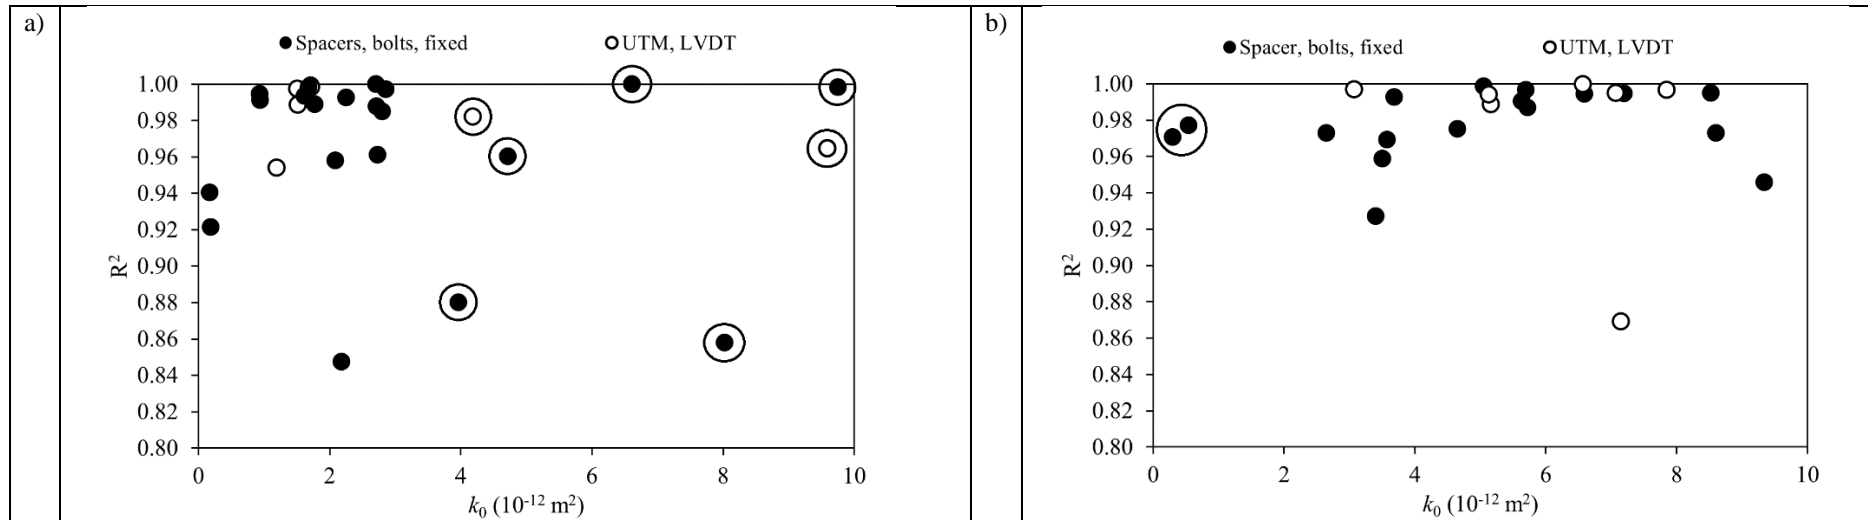 a)
Spacers, bolts, fixed
UTM, LVDT
1.00
0.98
0.96
0.94
0.92
0.90
0.88
0.86
0.84
0.82
0.80
R²
0 2 4 6 8 10
k₀ (10⁻¹² m²)
b)
Spacer, bolts, fixed
UTM, LVDT
1.00
0.98
0.96
0.94
0.92
0.90
0.88
0.86
0.84
0.82
0.80
R²
0 2 4 6 8 10
k₀ (10⁻¹² m²)